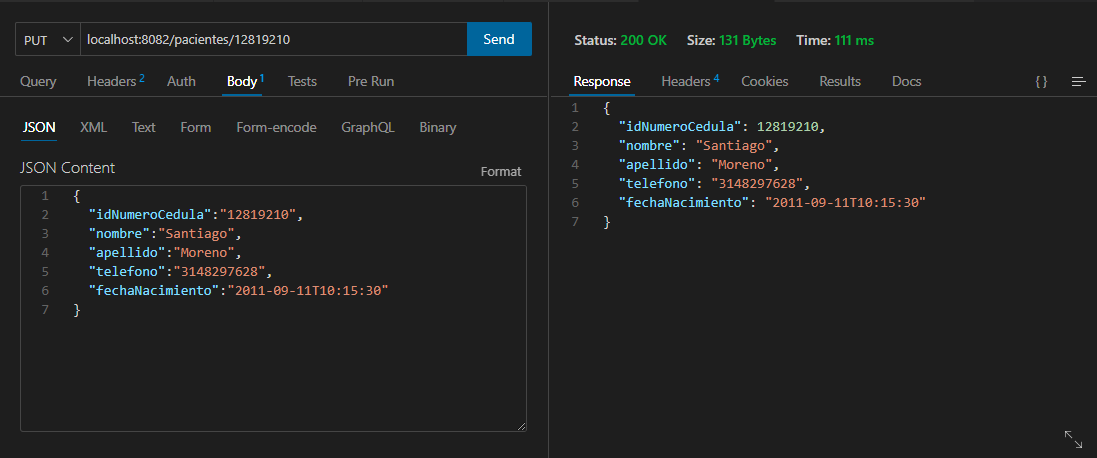 PUT localhost:8082/pacientes/12819210 Send
Query Headers 2 Auth Body 1 Tests Pre Run
JSON XML Text Form Form-encode GraphQL Binary
JSON Content Format
1 {
2 "idNumeroCedula":"12819210",
3 "nombre":"Santiago",
4 "apellido":"Moreno",
5 "telefono":"3148297628",
6 "fechaNacimiento":"2011-09-11T10:15:30"
7 }
Status: 200 OK Size: 131 Bytes Time: 111 ms
Response Headers 4 Cookies Results Docs { }
1 {
2 "idNumeroCedula": 12819210,
3 "nombre": "Santiago",
4 "apellido": "Moreno",
5 "telefono": "3148297628",
6 "fechaNacimiento": "2011-09-11T10:15:30"
7 }